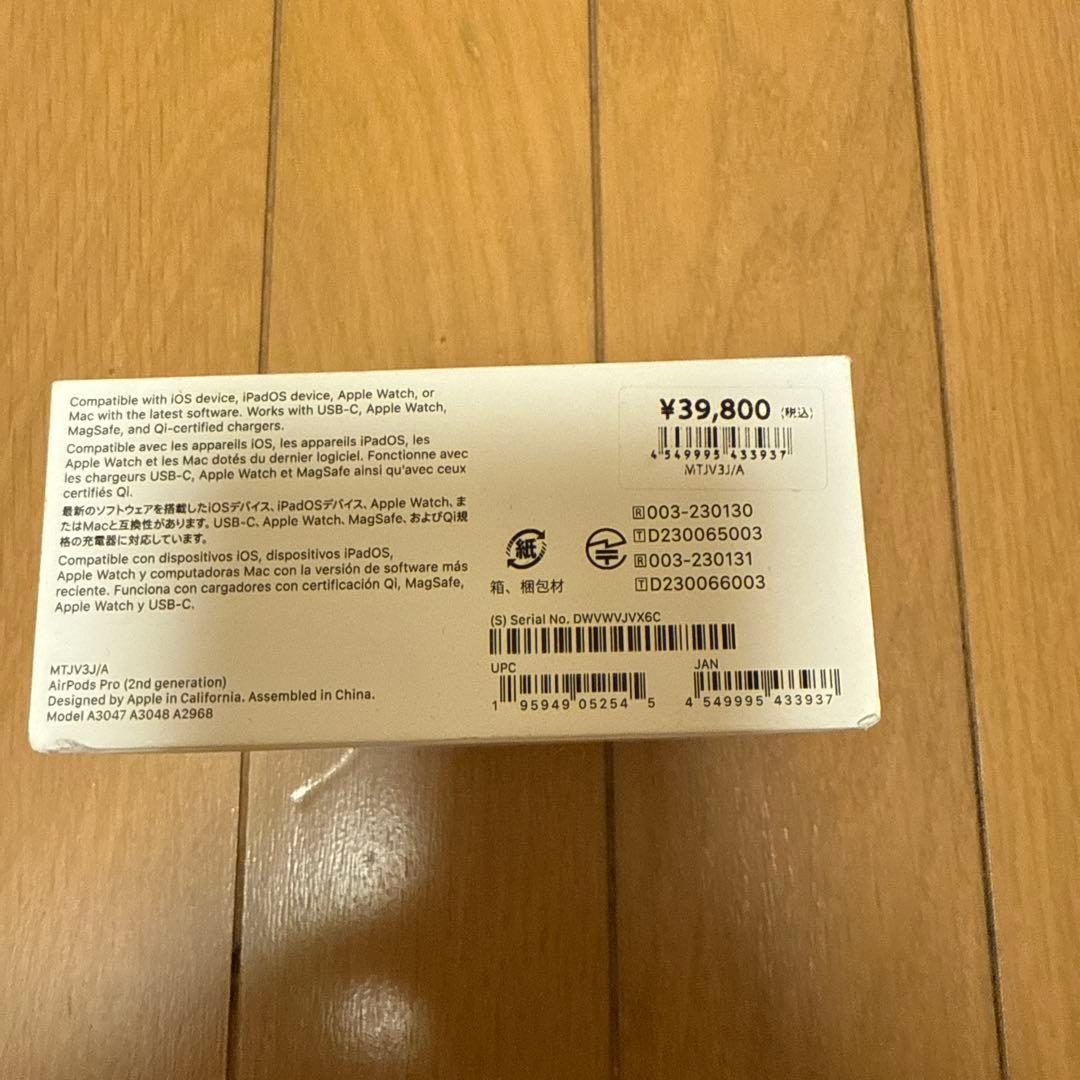 Compatible with iOS device, iPadOS device, Apple Watch, or
Mac with the latest software. Works with USB-C, Apple Watch,
MagSafe, and Qi-certified chargers.
Compatible avec les appareils iOS, les appareils iPadOS, les
Apple Watch et les Mac dotés du dernier logiciel. Fonctionne avec
les chargeurs USB-C, Apple Watch et MagSafe ainsi qu'avec ceux
certifiés Qi.
最新のソフトウェアを搭載したiOSデバイス、iPadOSデバイス、Apple Watch、ま
たはMacと互換性があります。USB-C、Apple Watch、MagSafe、およびQi規
格の充電器に対応しています。
Compatible con dispositivos iOS, dispositivos iPadOS,
Apple Watch y computadoras Mac con la versión de software más
reciente. Funciona con cargadores con certificación Qi, MagSafe,
Apple Watch y USB-C.
MTJV3J/A
AirPods Pro (2nd generation)
Designed by Apple in California. Assembled in China.
Model A3047 A3048 A2968
¥39,800 (税込)
4 549995 433937
MTJV3J/A
紙
箱、梱包材
R 003-230130
T D230065003
R 003-230131
T D230066003
(S) Serial No. DWVWVJVX6C
UPC
1 95949 05254 5
JAN
4 549995 433937